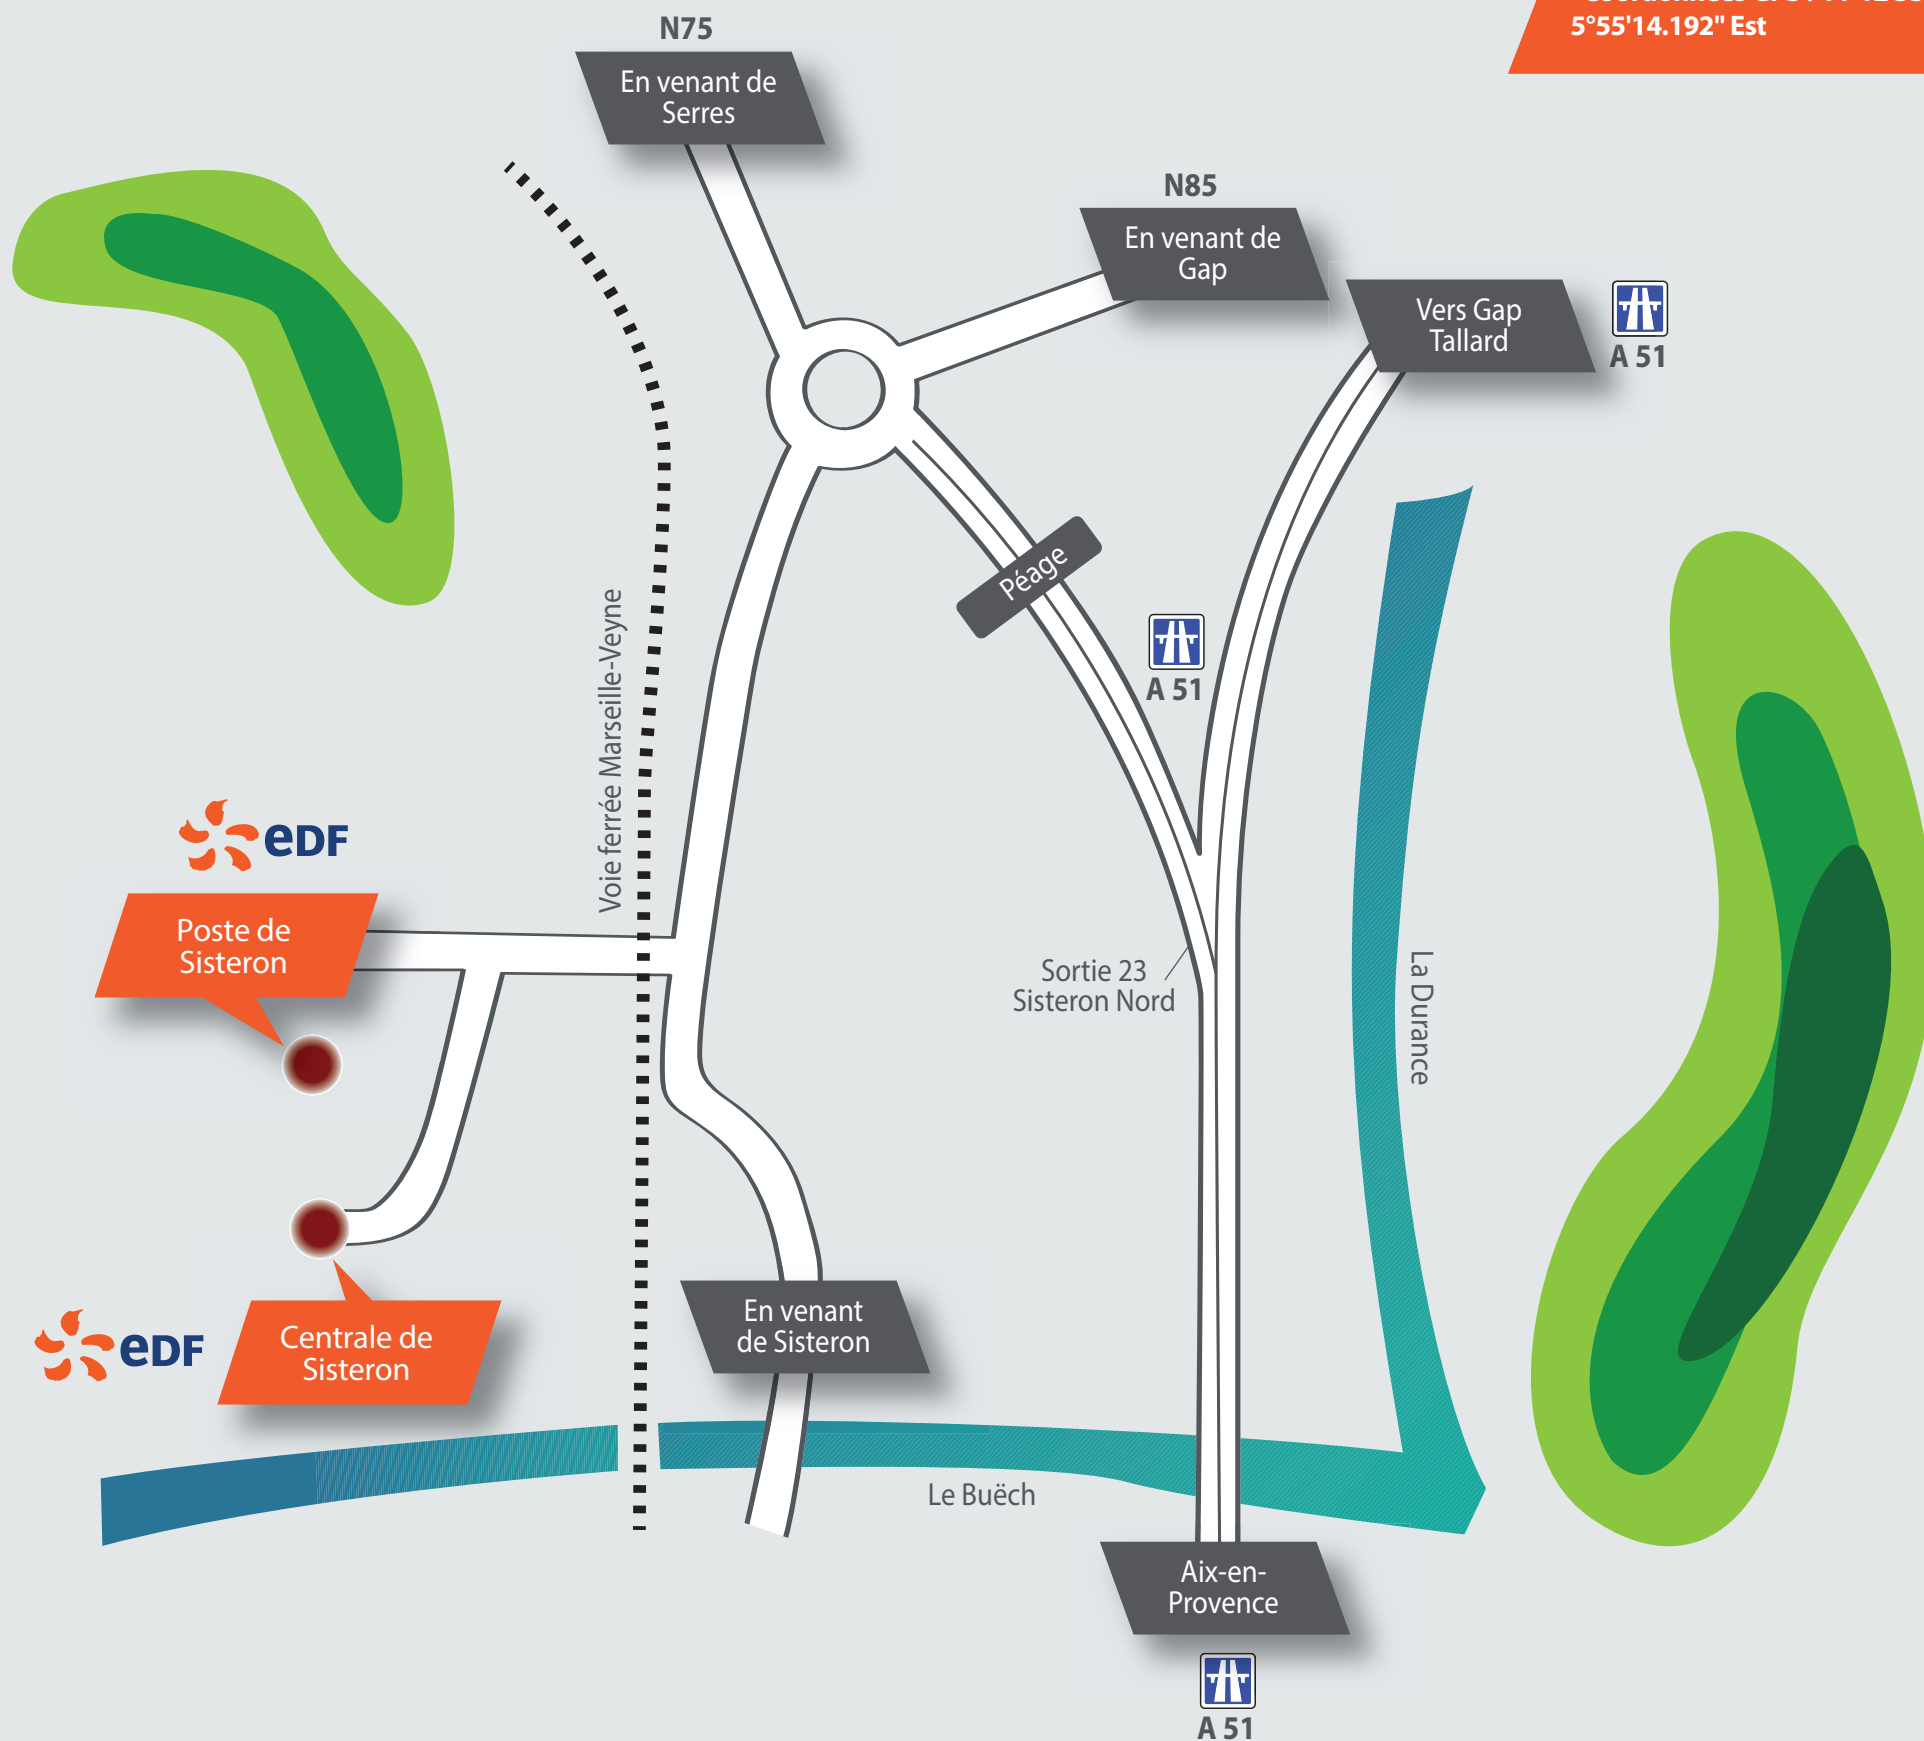 5°55'14.192" Est
N75
En venant de
Serres
N85
En venant de
Gap
Vers Gap
Tallard
A 51
Péage
A 51
Voie ferrée Marseille-Veyne
eDF
Poste de
Sisteron
Sortie 23
Sisteron Nord
La Durance
eDF
Centrale de
Sisteron
En venant
de Sisteron
Le Buëch
Aix-en-
Provence
A 51